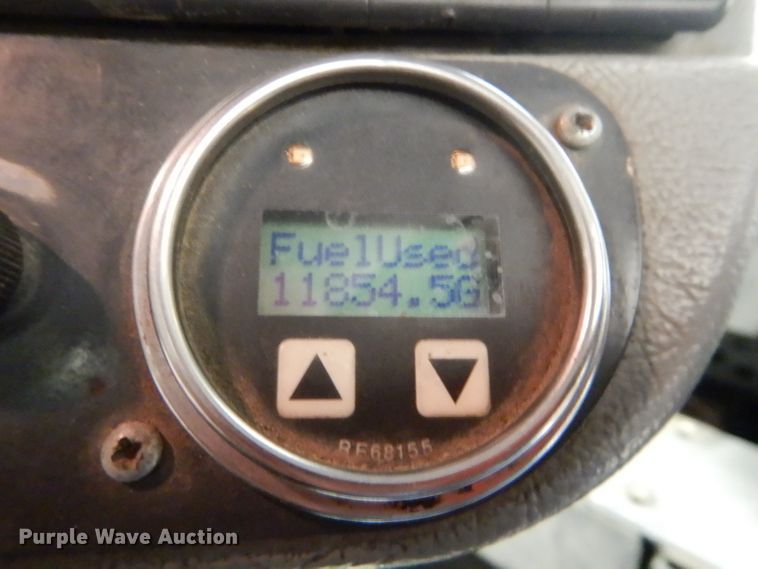 FuelUsed
11854.5G
RE68155
Purple Wave Auction